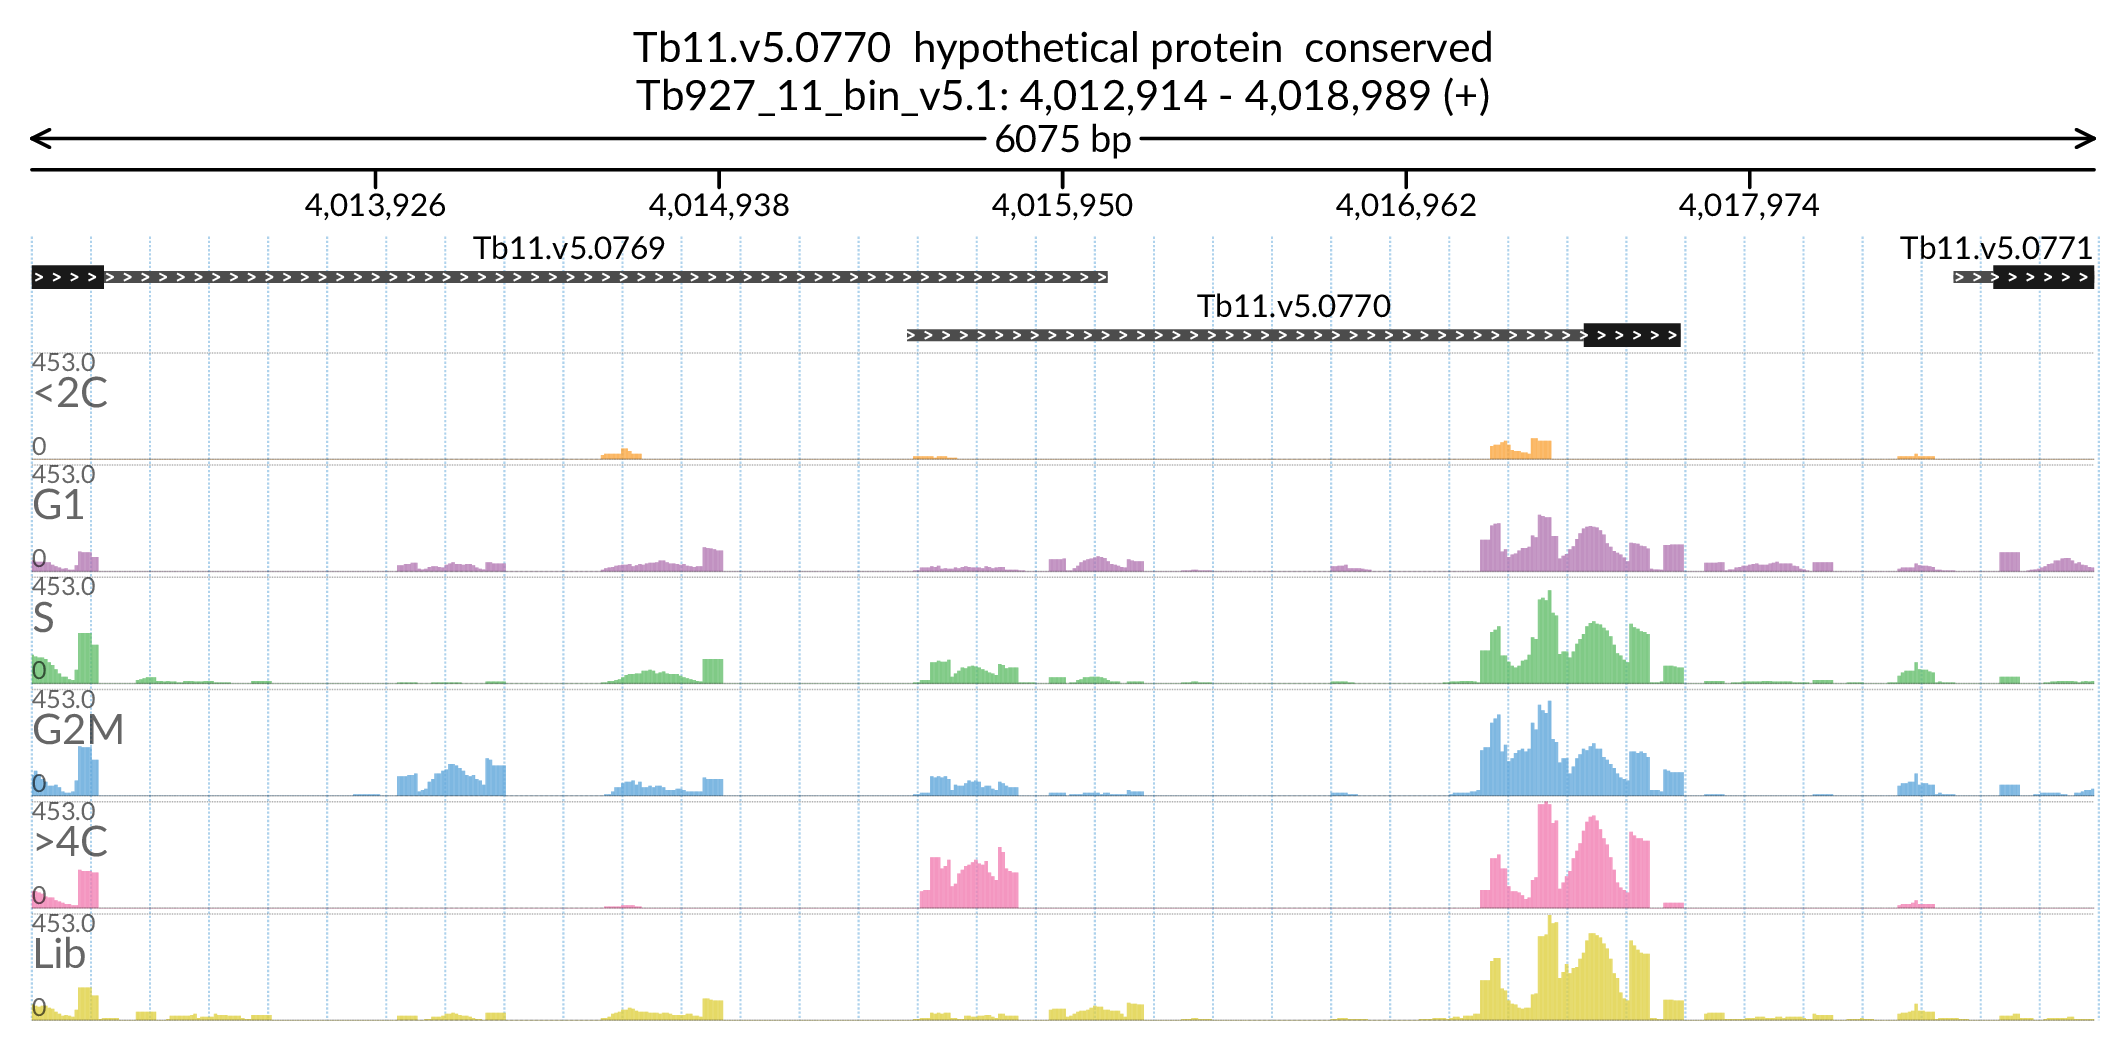 Tb11.v5.0770  hypothetical protein  conserved
Tb927_11_bin_v5.1: 4,012,914 - 4,018,989 (+)
6075 bp
4,013,926 4,014,938 4,015,950 4,016,962 4,017,974
Tb11.v5.0769 Tb11.v5.0771
Tb11.v5.0770
453.0
<2C
0
453.0
G1
0
453.0
S
0
453.0
G2M
0
453.0
>4C
0
453.0
Lib
0